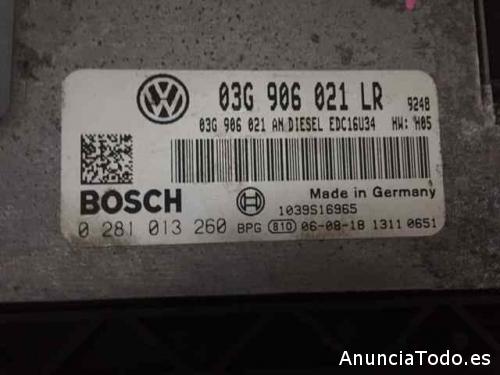 03G 906 021 LR 9248
03G 906 021 AN DIESEL EDC16U34 HW: H05
BOSCH
Made in Germany
1039S16965
0 281 013 260 BPG 810 06-08-18 1311 0651
AnunciaTodo.es